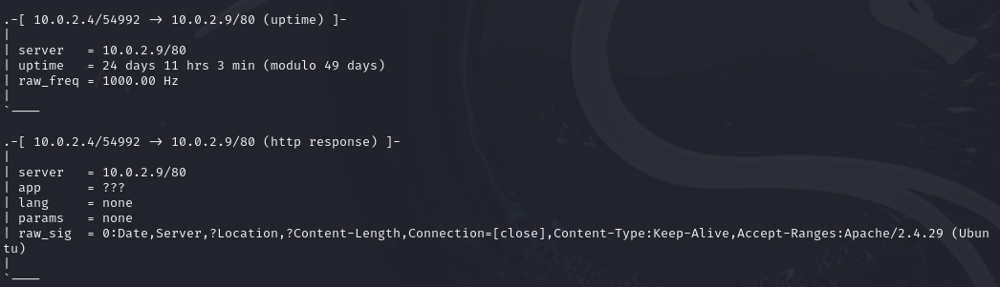 .-[ 10.0.2.4/54992 -> 10.0.2.9/80 (uptime) ]-
|
| server   = 10.0.2.9/80
| uptime   = 24 days 11 hrs 3 min (modulo 49 days)
| raw_freq = 1000.00 Hz
|
`----
.-[ 10.0.2.4/54992 -> 10.0.2.9/80 (http response) ]-
|
| server   = 10.0.2.9/80
| app      = ???
| lang     = none
| params   = none
| raw_sig  = 0:Date,Server,?Location,?Content-Length,Connection=[close],Content-Type:Keep-Alive,Accept-Ranges:Apache/2.4.29 (Ubun
tu)
|
`----